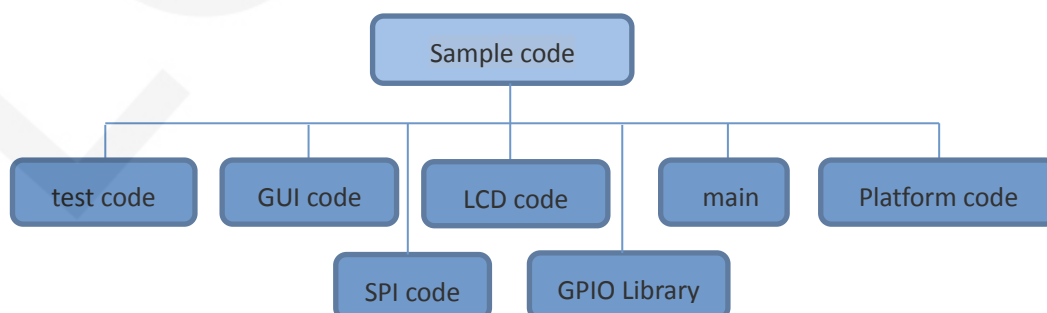 Sample code
test code
GUI code
LCD code
main
Platform code
SPI code
GPIO Library